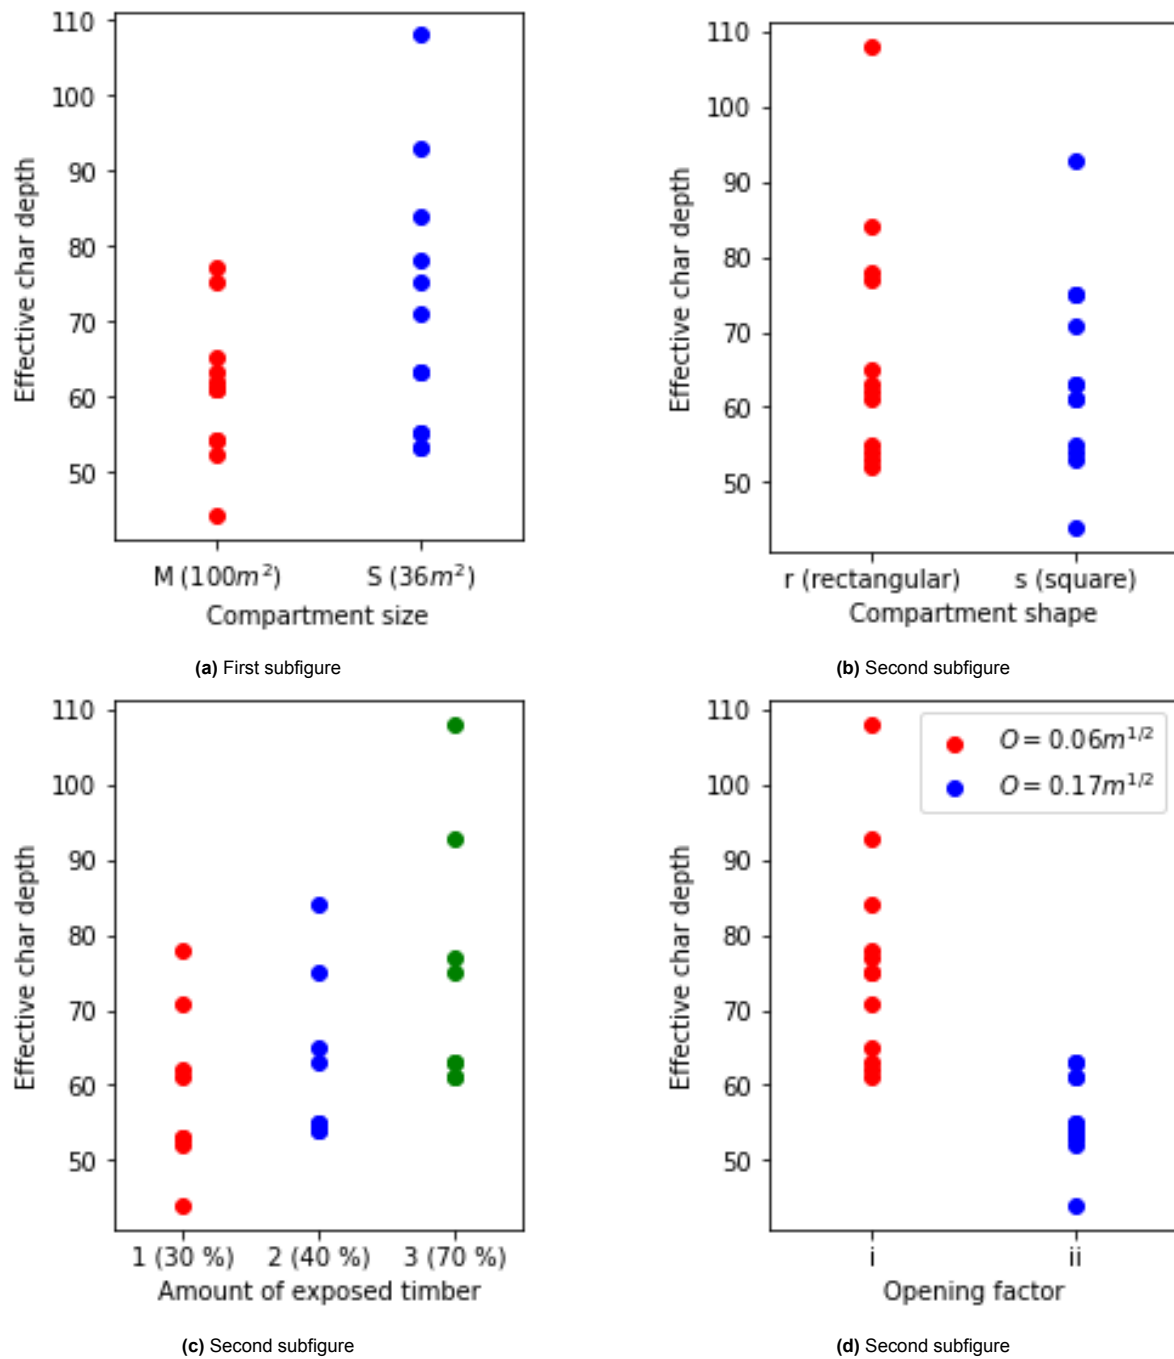 110
100
90
80
70
60
50
Effective char depth
M (100m²) S (36m²)
Compartment size
(a) First subfigure
110
100
90
80
70
60
50
Effective char depth
r (rectangular) s (square)
Compartment shape
(b) Second subfigure
110
100
90
80
70
60
50
Effective char depth
1 (30 %) 2 (40 %) 3 (70 %)
Amount of exposed timber
(c) Second subfigure
110
100
90
80
70
60
50
Effective char depth
O = 0.06m^{1/2}
O = 0.17m^{1/2}
i ii
Opening factor
(d) Second subfigure